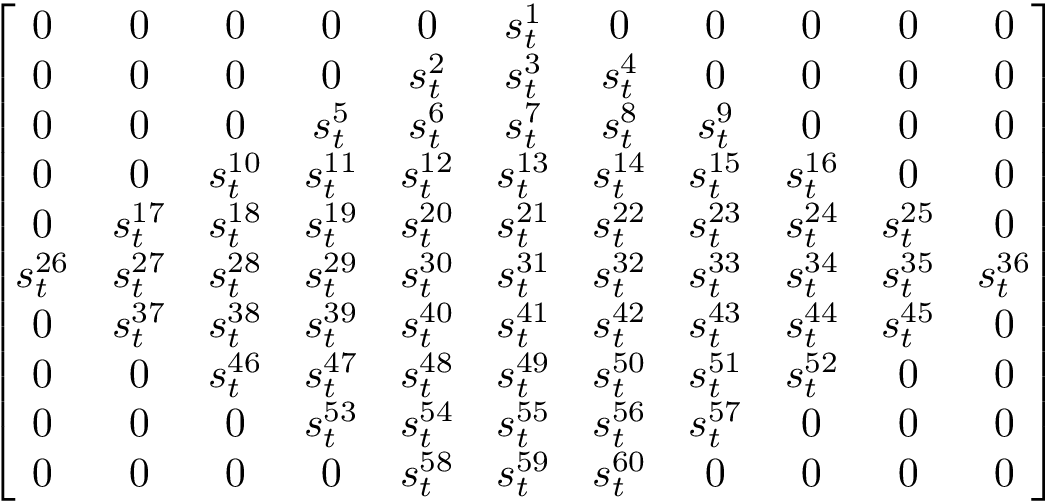 0 0 0 0 0 s_t^1 0 0 0 0 0
0 0 0 0 s_t^2 s_t^3 s_t^4 0 0 0 0
0 0 0 s_t^5 s_t^6 s_t^7 s_t^8 s_t^9 0 0 0
0 0 s_t^10 s_t^11 s_t^12 s_t^13 s_t^14 s_t^15 s_t^16 0 0
0 s_t^17 s_t^18 s_t^19 s_t^20 s_t^21 s_t^22 s_t^23 s_t^24 s_t^25 0
s_t^26 s_t^27 s_t^28 s_t^29 s_t^30 s_t^31 s_t^32 s_t^33 s_t^34 s_t^35 s_t^36
0 s_t^37 s_t^38 s_t^39 s_t^40 s_t^41 s_t^42 s_t^43 s_t^44 s_t^45 0
0 0 s_t^46 s_t^47 s_t^48 s_t^49 s_t^50 s_t^51 s_t^52 0 0
0 0 0 s_t^53 s_t^54 s_t^55 s_t^56 s_t^57 0 0 0
0 0 0 0 s_t^58 s_t^59 s_t^60 0 0 0 0